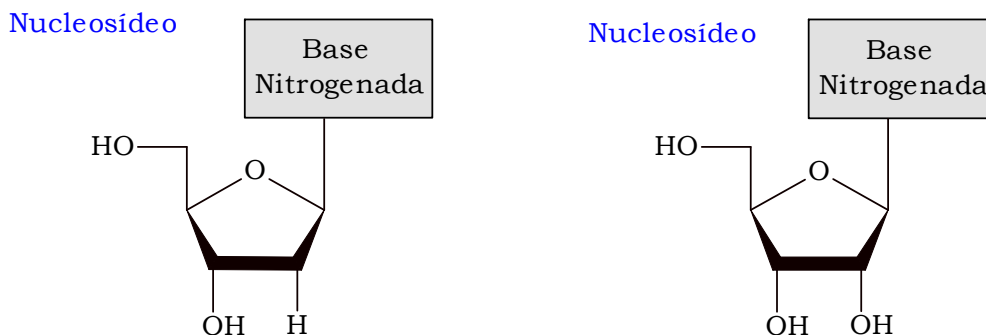 Nucleosídeo
Base
Nitrogenada
HO
O
OH H
Nucleosídeo
Base
Nitrogenada
HO
O
OH OH